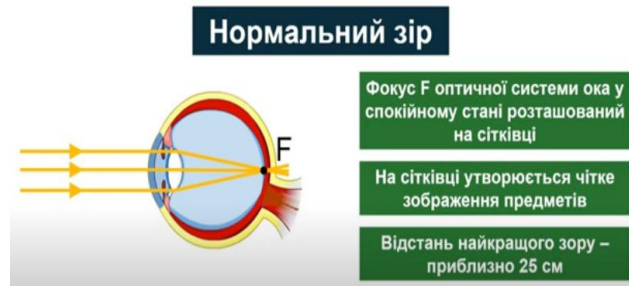 Нормальний зір
F
Фокус F оптичної системи ока у
спокійному стані розташований
на сітківці
На сітківці утворюється чітке
зображення предметів
Відстань найкращого зору –
приблизно 25 см